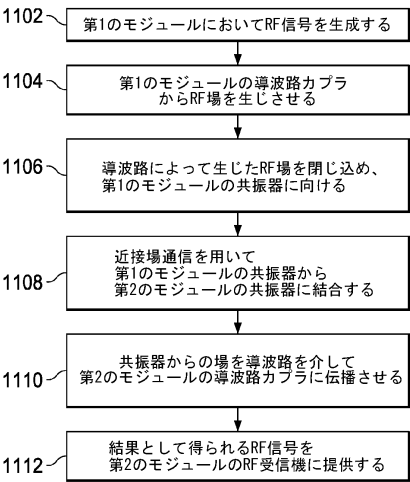 1102
第1のモジュールにおいてRF信号を生成する
1104
第1のモジュールの導波路カプラ
からRF場を生じさせる
1106
導波路によって生じたRF場を閉じ込め、
第1のモジュールの共振器に向ける
1108
近接場通信を用いて
第1のモジュールの共振器から
第2のモジュールの共振器に結合する
1110
共振器からの場を導波路を介して
第2のモジュールの導波路カプラに伝播させる
1112
結果として得られるRF信号を
第2のモジュールのRF受信機に提供する